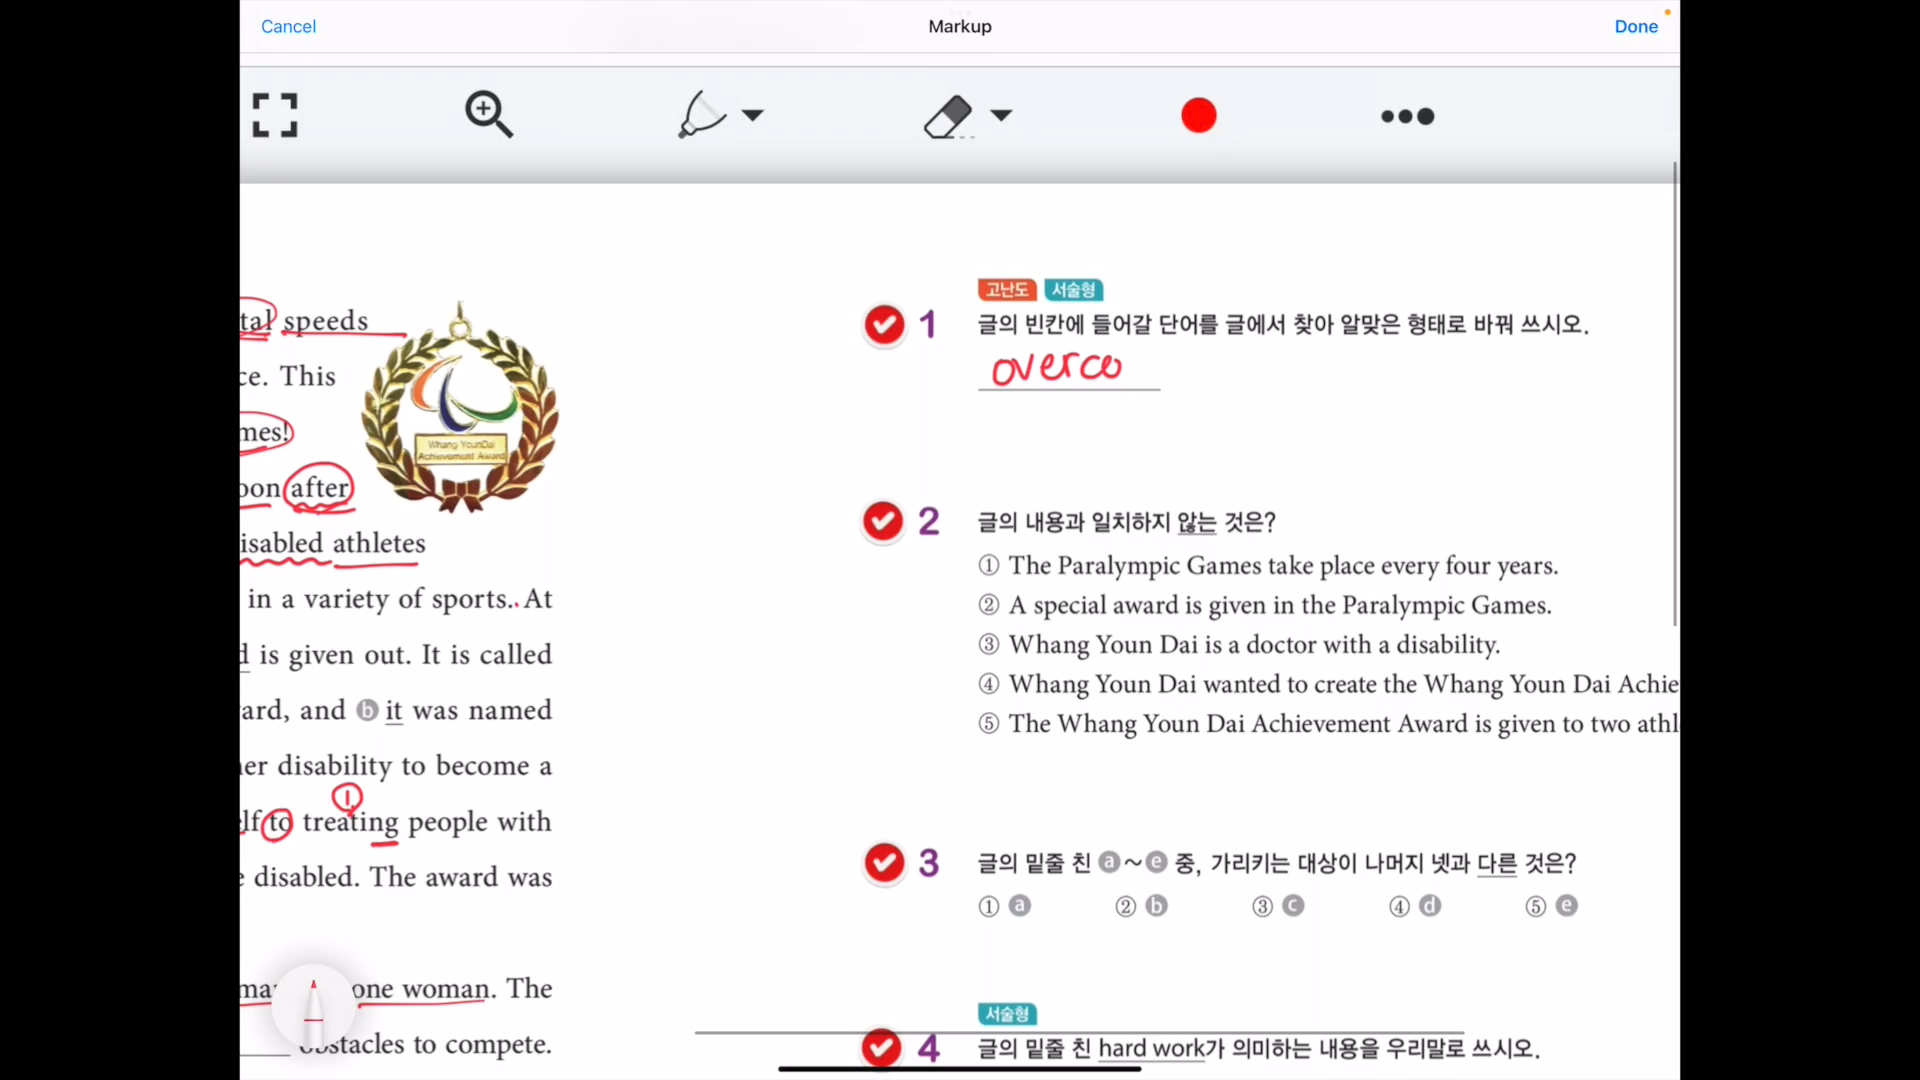 Cancel
Markup
Done
tal speeds
ce. This
mes!
oon after
isabled athletes
in a variety of sports. At
d is given out. It is called
ard, and b it was named
er disability to become a
①
elf to treating people with
e disabled. The award was
ma one woman. The
obstacles to compete.
Whang YounDai
Achievement Award
고난도 서술형
1 글의 빈칸에 들어갈 단어를 글에서 찾아 알맞은 형태로 바꿔 쓰시오.
overco
2 글의 내용과 일치하지 않는 것은?
① The Paralympic Games take place every four years.
② A special award is given in the Paralympic Games.
③ Whang Youn Dai is a doctor with a disability.
④ Whang Youn Dai wanted to create the Whang Youn Dai Achie
⑤ The Whang Youn Dai Achievement Award is given to two athl
3 글의 밑줄 친 a~e 중, 가리키는 대상이 나머지 넷과 다른 것은?
① a ② b ③ c ④ d ⑤ e
서술형
4 글의 밑줄 친 hard work가 의미하는 내용을 우리말로 쓰시오.